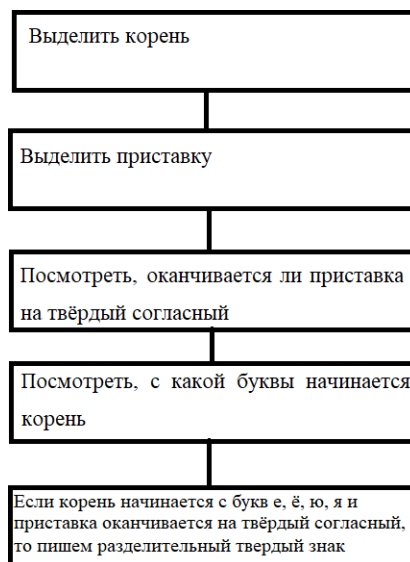 Выделить корень
Выделить приставку
Посмотреть, оканчивается ли приставка
на твёрдый согласный
Посмотреть, с какой буквы начинается
корень
Если корень начинается с букв е, ё, ю, я и
приставка оканчивается на твёрдый согласный,
то пишем разделительный твердый знак